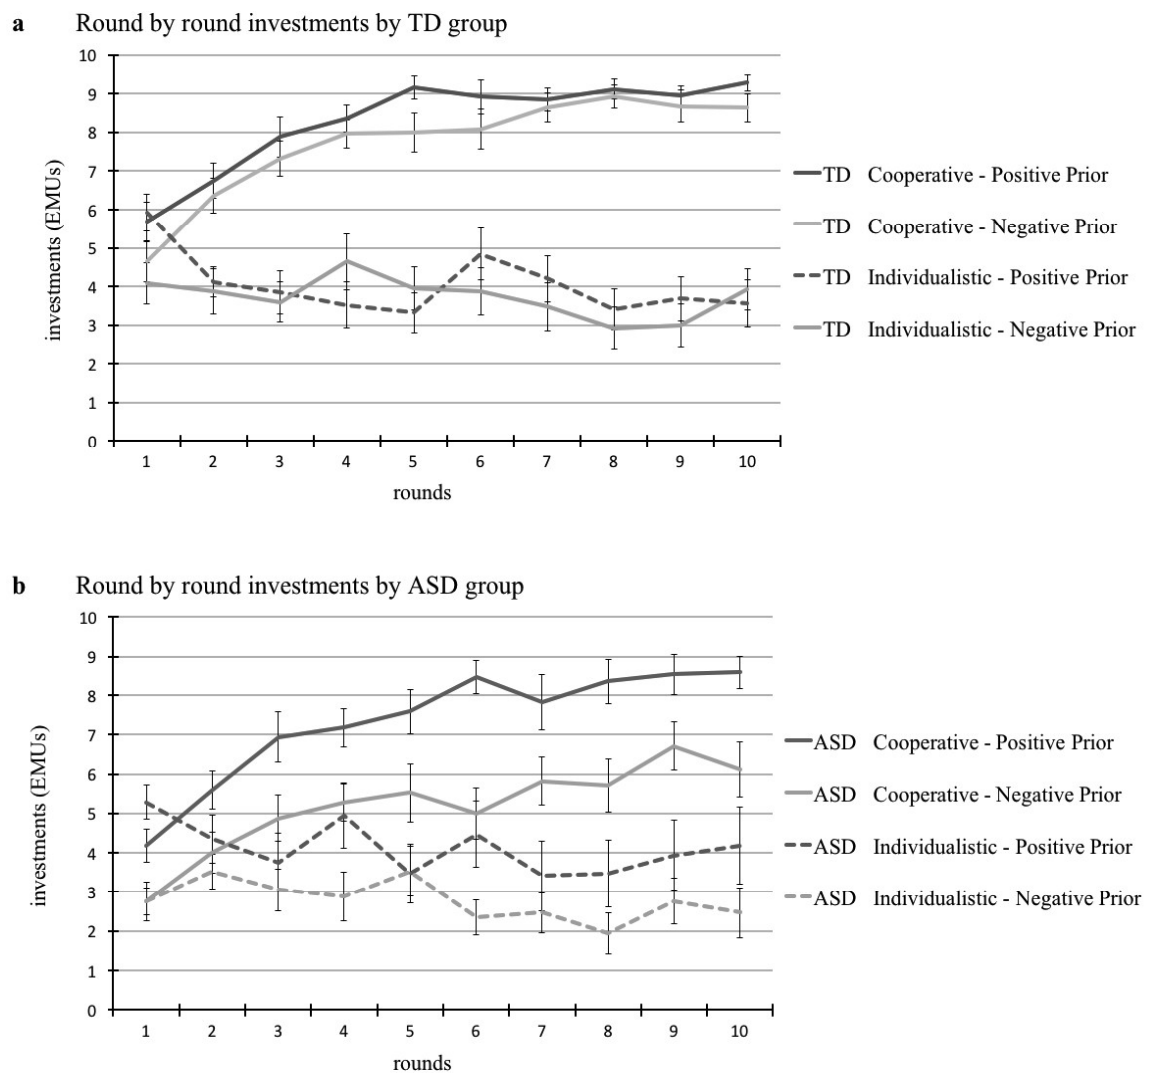 a Round by round investments by TD group
10
9
8
7
6
5
4
3
2
1
0
investments (EMUs)
1 2 3 4 5 6 7 8 9 10
rounds
TD Cooperative - Positive Prior
TD Cooperative - Negative Prior
TD Individualistic - Positive Prior
TD Individualistic - Negative Prior
b Round by round investments by ASD group
10
9
8
7
6
5
4
3
2
1
0
investments (EMUs)
1 2 3 4 5 6 7 8 9 10
rounds
ASD Cooperative - Positive Prior
ASD Cooperative - Negative Prior
ASD Individualistic - Positive Prior
ASD Individualistic - Negative Prior